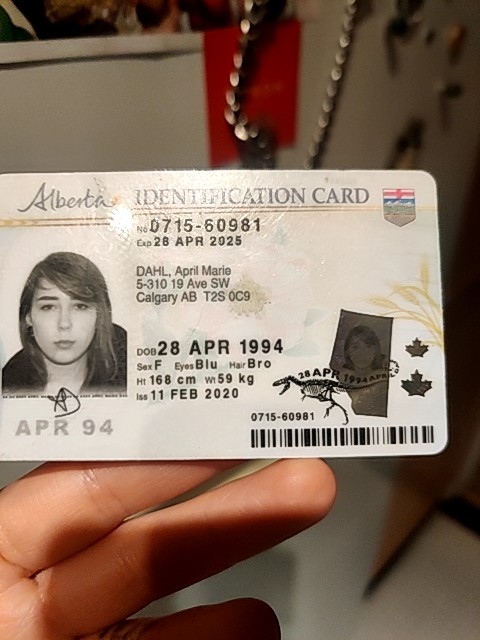 Alberta IDENTIFICATION CARD
No 0715-60981
Exp 28 APR 2025
DAHL, April Marie
5-310 19 Ave SW
Calgary AB T2S 0C9
DOB 28 APR 1994
Sex F Eyes Blu Hair Bro
Ht 168 cm Wt 59 kg
Iss 11 FEB 2020
28 APR 1994
APR 94
0715-60981